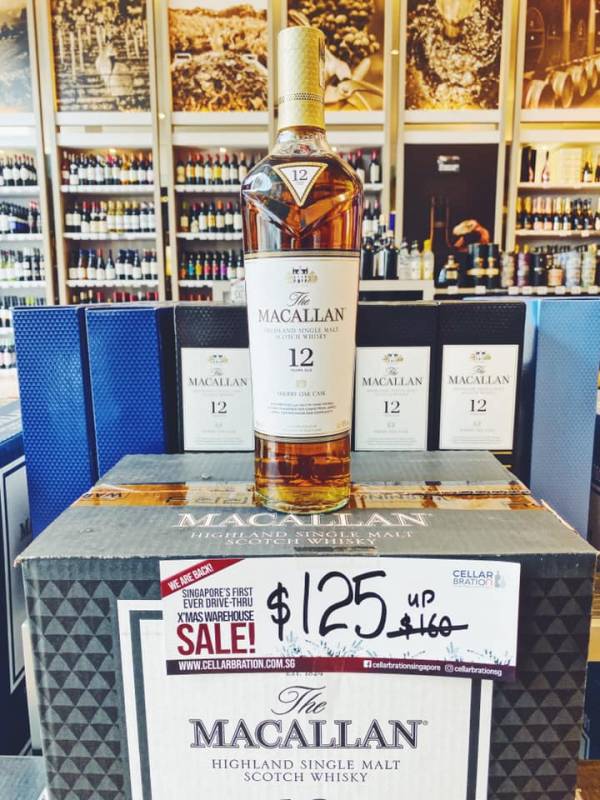 12
The
MACALLAN
HIGHLAND SINGLE MALT
SCOTCH WHISKY
12
YEARS OLD
SHERRY OAK CASK
The
MACALLAN
12
The
MACALLAN
12
The
MACALLAN
12
MACALLAN
HIGHLAND SINGLE MALT
SCOTCH WHISKY
WE ARE BACK!
SINGAPORE'S FIRST
EVER DRIVE-THRU
X'MAS WAREHOUSE
SALE!
WWW.CELLARBRATION.COM.SG
$125
UP
$160
CELLAR
BRATION
cellarbrationsingapore
cellarbrationsg
EST. 1824
The
MACALLAN
HIGHLAND SINGLE MALT
SCOTCH WHISKY